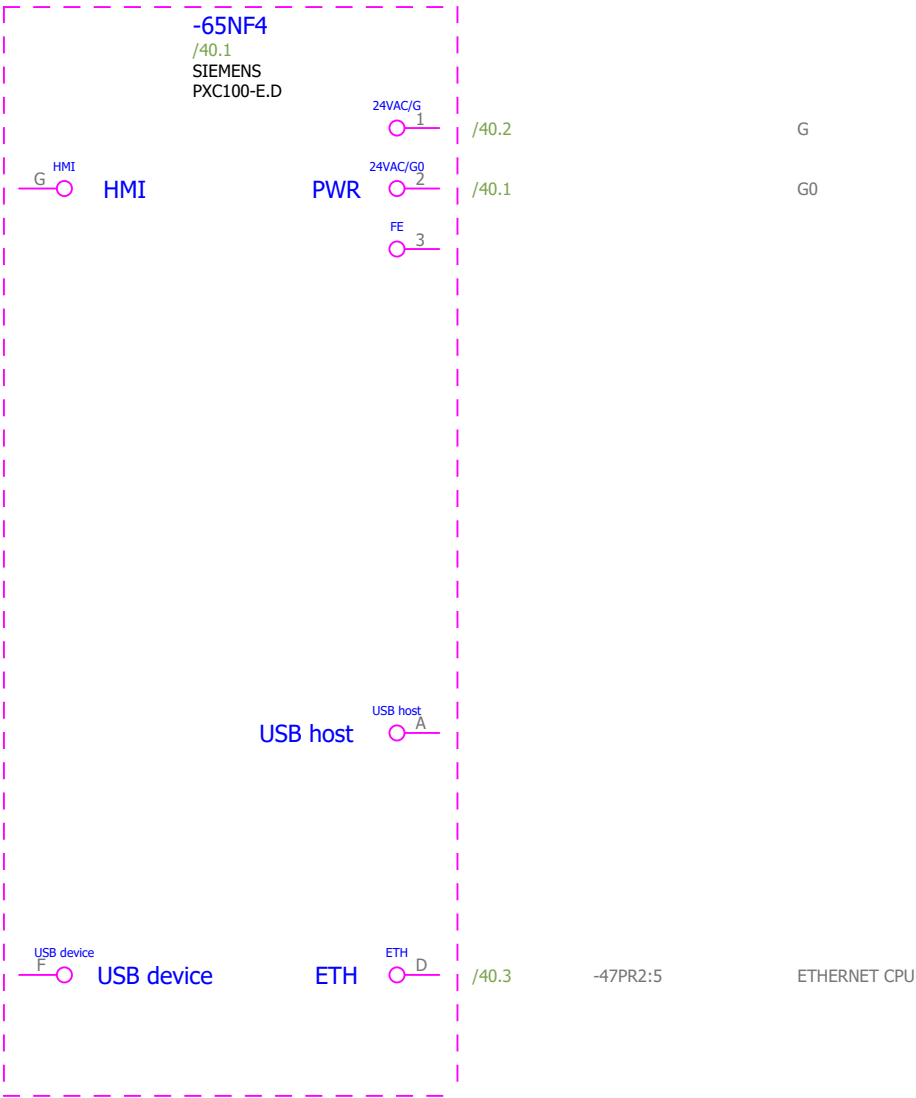 -65NF4
/40.1
SIEMENS
PXC100-E.D
24VAC/G
1
/40.2
G
HMI
G
HMI
PWR
24VAC/G0
2
/40.1
G0
FE
3
USB host
USB host
A
USB device
F
USB device
ETH
ETH
D
/40.3
-47PR2:5
ETHERNET CPU